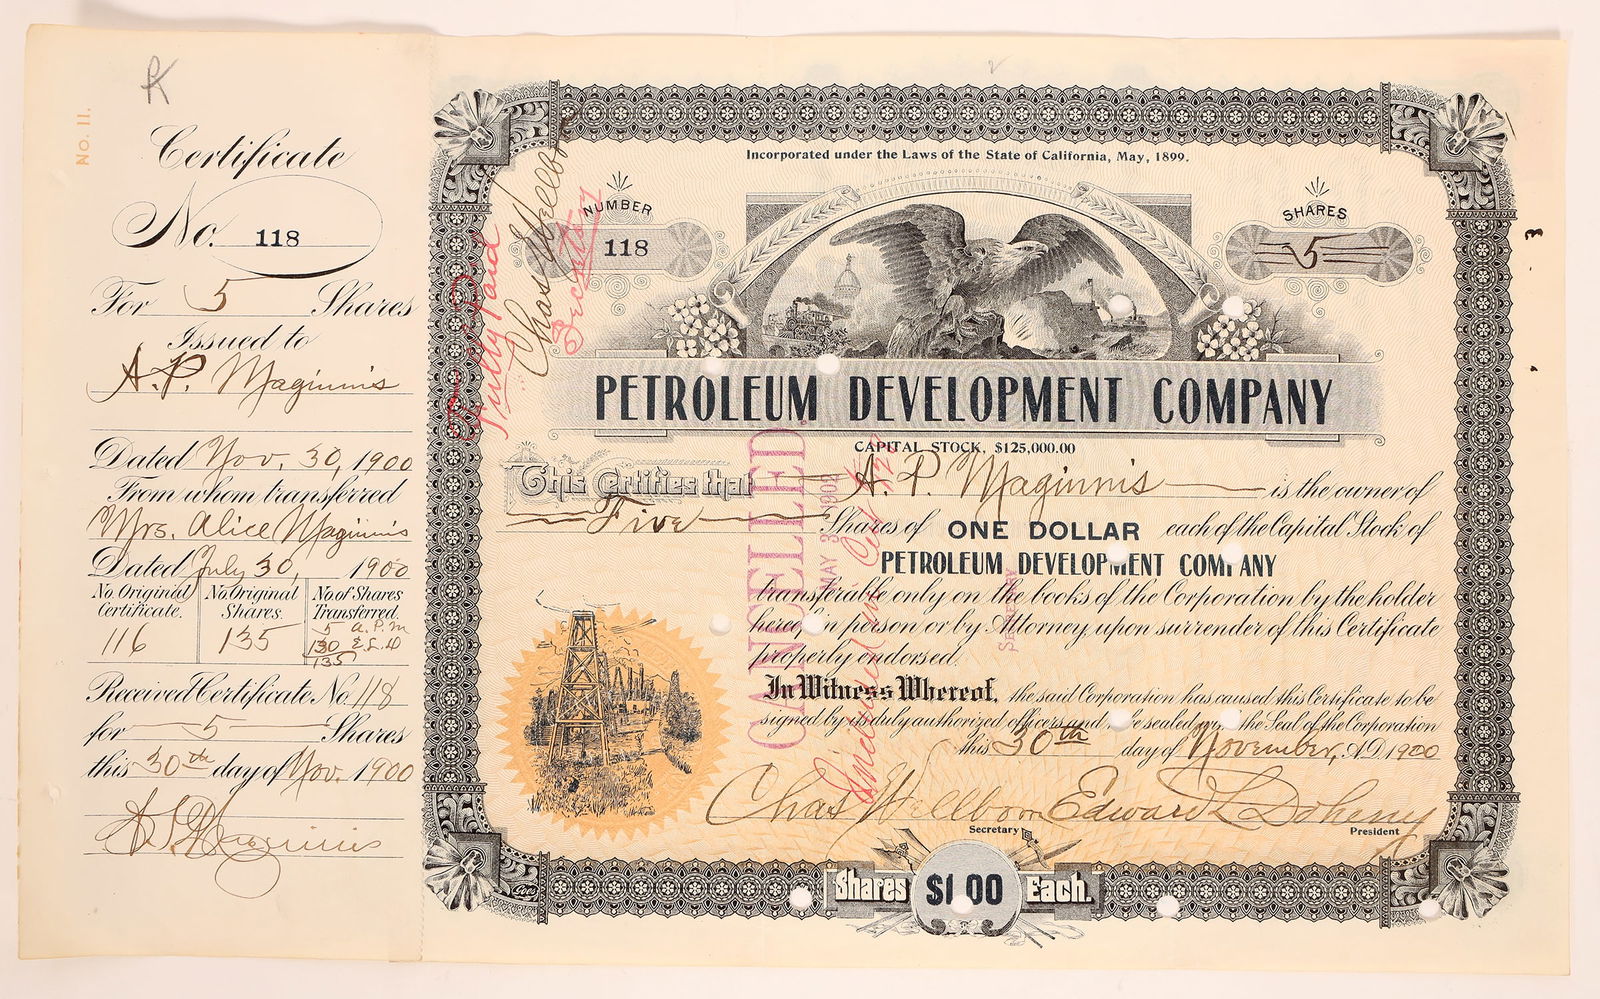 No. 11.
Certificate
No. 118
For 5 Shares
Issued to
A. P. Maginnis
Dated Nov. 30, 1900
From whom transferred
Mrs. Alice Maginnis
Dated July 30, 1900
No. Original Certificate.
No Original Shares.
No. of Shares Transferred.
116
135
5 A.P.M
130 E.L.D
135
Received Certificate No. 118
for 5 Shares
this 30th day of Nov. 1900
Incorporated under the Laws of the State of California, May, 1899.
NUMBER
118
SHARES
5
Fully Paid
Chas Wellborn
Secretary
PETROLEUM DEVELOPMENT COMPANY
CAPITAL STOCK, $125,000.00
This Certifies that A. P. Maginnis is the owner of
Five Shares of ONE DOLLAR each of the Capital Stock of
PETROLEUM DEVELOPMENT COMPANY
transferable only on the books of the Corporation by the holder
hereof in person or by Attorney, upon surrender of this Certificate
properly endorsed.
In Witness Whereof, the said Corporation has caused this Certificate to be
signed by its duly authorized officers and to be sealed with the Seal of the Corporation
this 30th day of November, A.D. 1900
Chas Wellborn Edward L Doheny
Secretary
President
CANCELLED
SECRETARY
Shares $1.00 Each.